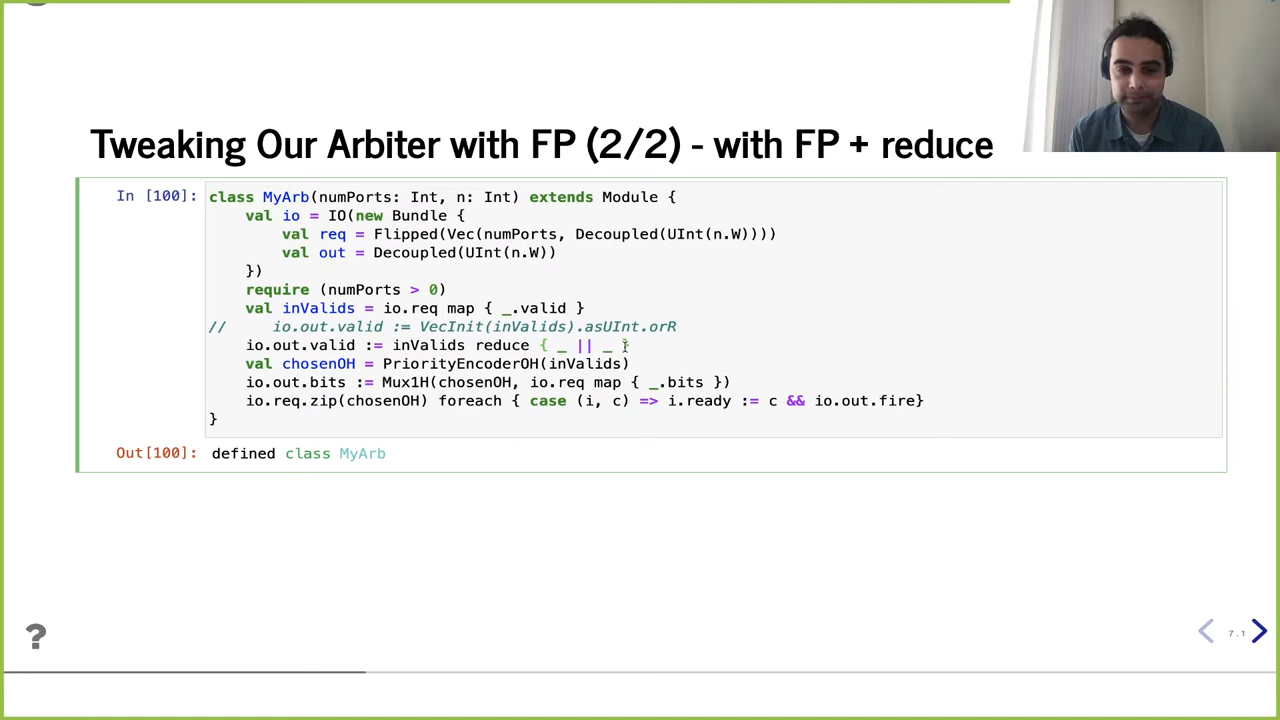 Tweaking Our Arbiter with FP (2/2) - with FP + reduce
In [100]: class MyArb(numPorts: Int, n: Int) extends Module {
    val io = IO(new Bundle {
        val req = Flipped(Vec(numPorts, Decoupled(UInt(n.W))))
        val out = Decoupled(UInt(n.W))
    })
    require (numPorts > 0)
    val inValids = io.req map { _.valid }
//     io.out.valid := VecInit(inValids).asUInt.orR
    io.out.valid := inValids reduce { _ || _ }
    val chosenOH = PriorityEncoderOH(inValids)
    io.out.bits := Mux1H(chosenOH, io.req map { _.bits })
    io.req.zip(chosenOH) foreach { case (i, c) => i.ready := c && io.out.fire}
}
Out[100]: defined class MyArb
?
7.1